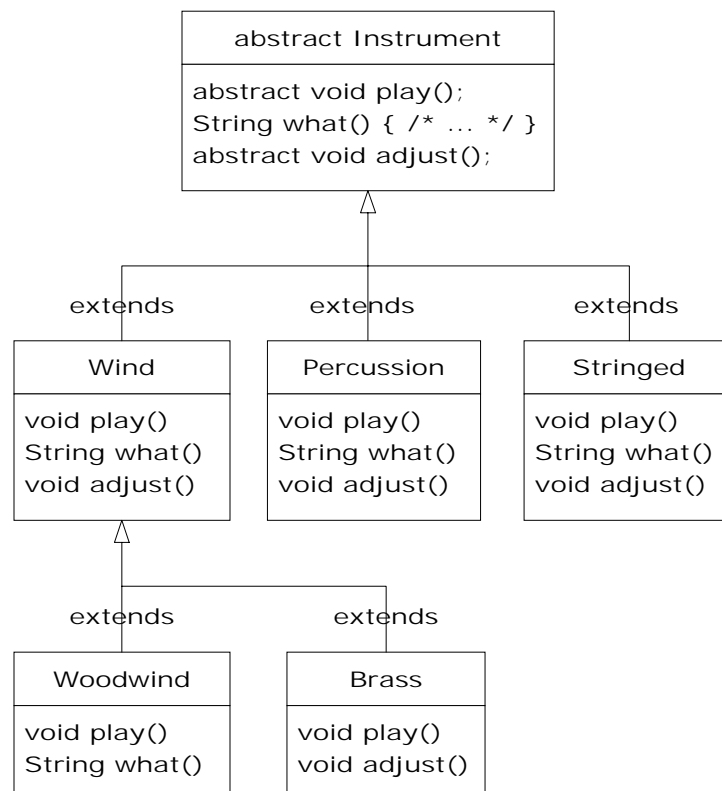 abstract Instrument
abstract void play();
String what() { /* ... */ }
abstract void adjust();
extends
extends
extends
Wind
void play()
String what()
void adjust()
Percussion
void play()
String what()
void adjust()
Stringed
void play()
String what()
void adjust()
extends
extends
Woodwind
void play()
String what()
Brass
void play()
void adjust()